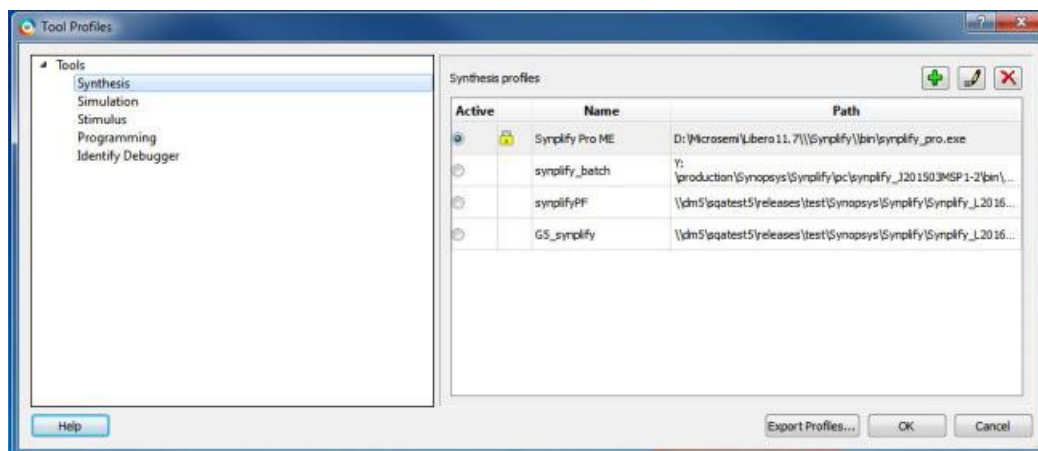 Tool Profiles
Tools
Synthesis
Simulation
Stimulus
Programming
Identify Debugger
Synthesis profiles
Active Name Path
Synplify Pro ME D:\Microsemi\Libero11.7\\\Synplify\\bin\synplify_pro.exe
synplify_batch Y:
\production\Synopsys\Synplify\pc\synplify_J201503MSP1-2\bin\...
synplifyPF \\dm5\sqatest5\releases\test\Synopsys\Synplify\Synplify_L2016...
G5_synplify \\dm5\sqatest5\releases\test\Synopsys\Synplify\Synplify_L2016...
Help Export Profiles... OK Cancel